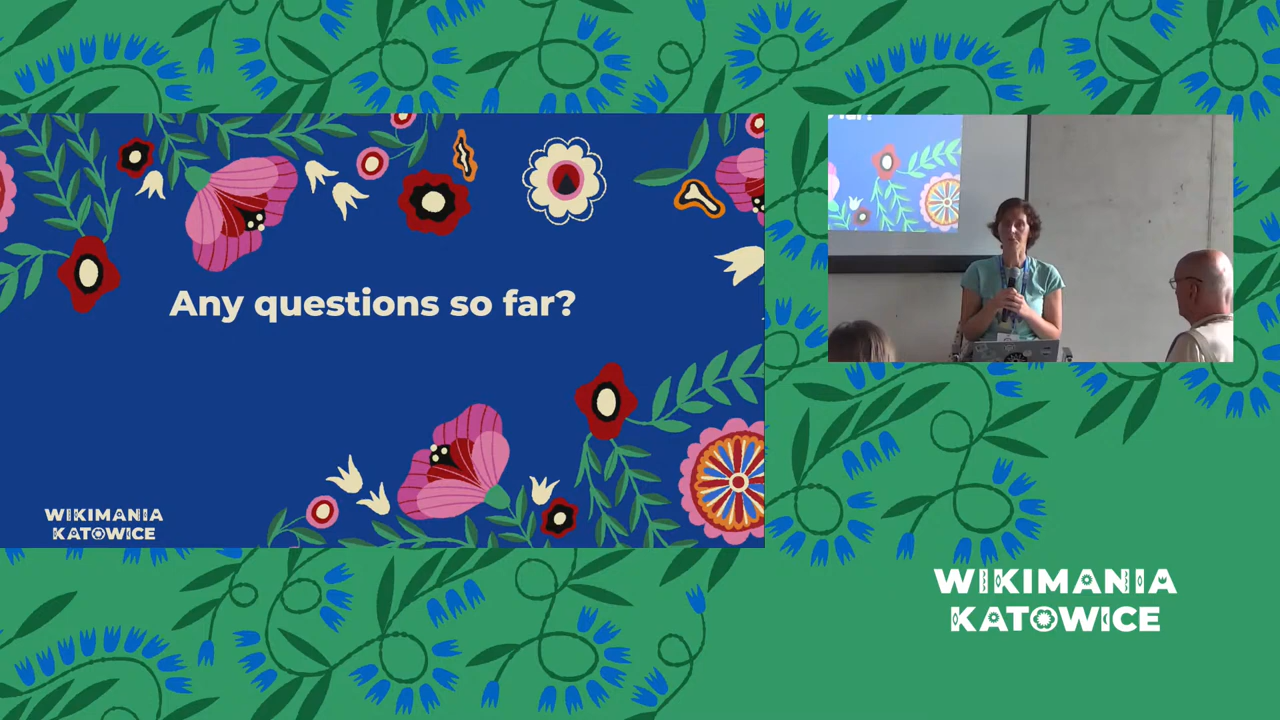 Any questions so far?
WIKIMANIA
KATOWICE
WIKIMANIA
KATOWICE